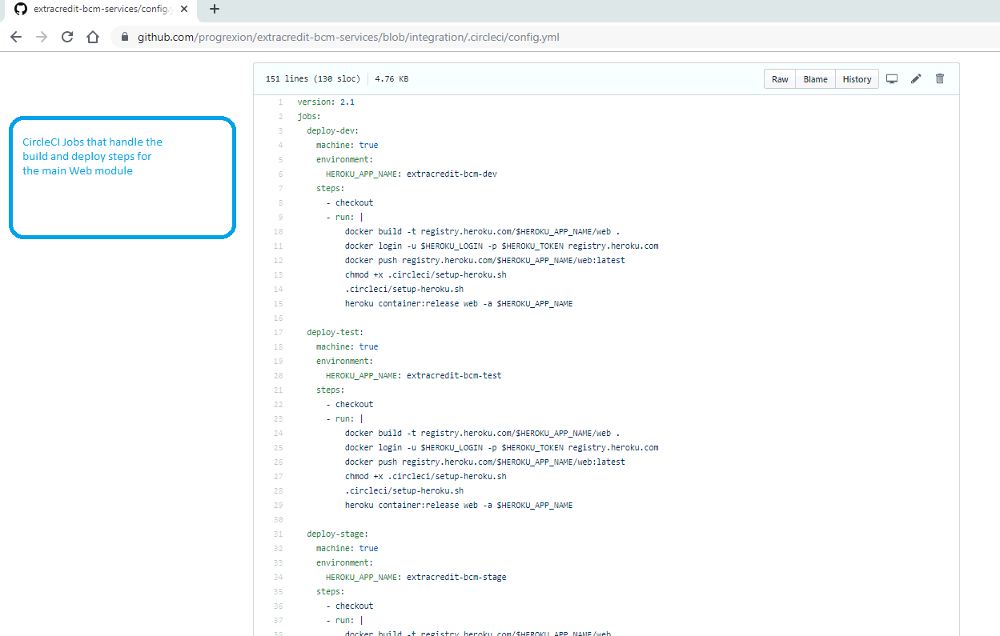 extracredit-bcm-services/config.y
github.com/progrexion/extracredit-bcm-services/blob/integration/.circleci/config.yml
151 lines (130 sloc) 4.76 KB
Raw Blame History
CircleCI Jobs that handle the
build and deploy steps for
the main Web module
1 version: 2.1
2 jobs:
3 deploy-dev:
4 machine: true
5 environment:
6 HEROKU_APP_NAME: extracredit-bcm-dev
7 steps:
8 - checkout
9 - run: |
10 docker build -t registry.heroku.com/$HEROKU_APP_NAME/web .
11 docker login -u $HEROKU_LOGIN -p $HEROKU_TOKEN registry.heroku.com
12 docker push registry.heroku.com/$HEROKU_APP_NAME/web:latest
13 chmod +x .circleci/setup-heroku.sh
14 .circleci/setup-heroku.sh
15 heroku container:release web -a $HEROKU_APP_NAME
16
17 deploy-test:
18 machine: true
19 environment:
20 HEROKU_APP_NAME: extracredit-bcm-test
21 steps:
22 - checkout
23 - run: |
24 docker build -t registry.heroku.com/$HEROKU_APP_NAME/web .
25 docker login -u $HEROKU_LOGIN -p $HEROKU_TOKEN registry.heroku.com
26 docker push registry.heroku.com/$HEROKU_APP_NAME/web:latest
27 chmod +x .circleci/setup-heroku.sh
28 .circleci/setup-heroku.sh
29 heroku container:release web -a $HEROKU_APP_NAME
30
31 deploy-stage:
32 machine: true
33 environment:
34 HEROKU_APP_NAME: extracredit-bcm-stage
35 steps:
36 - checkout
37 - run: |
38 docker build -t registry.heroku.com/$HEROKU_APP_NAME/web